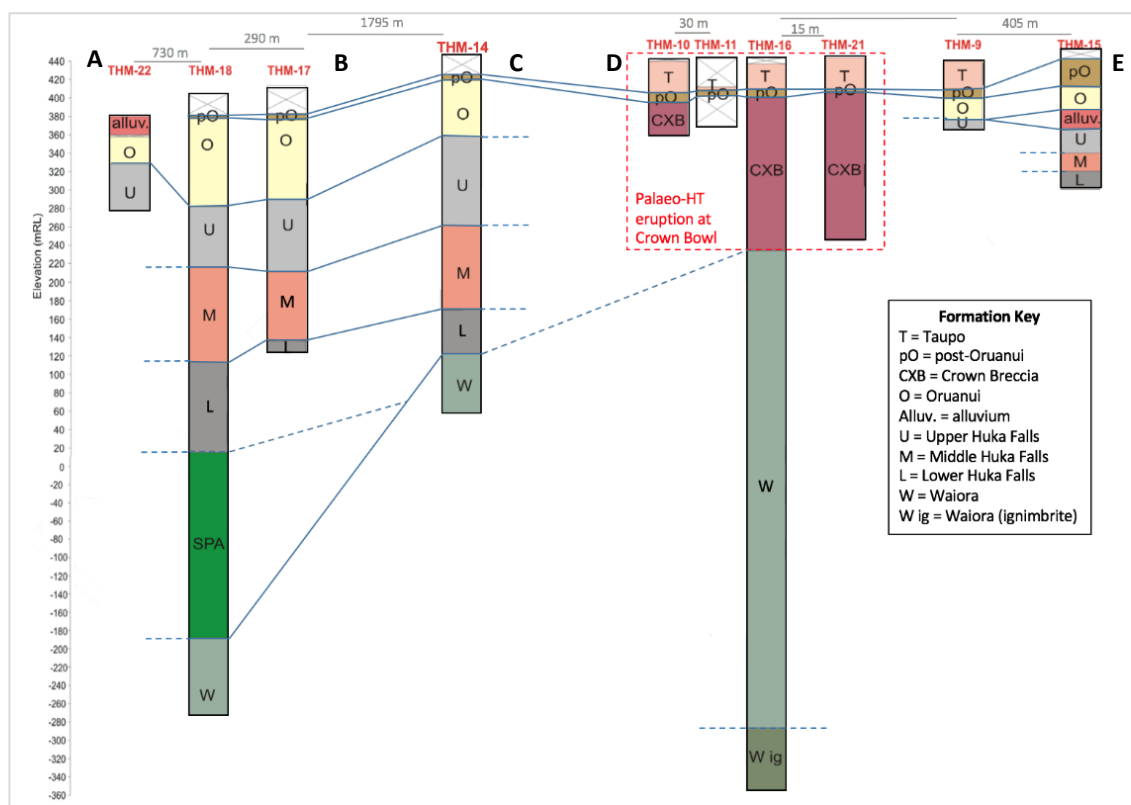 1795 m
30 m
405 m
730 m
290 m
15 m
A
B
C
D
E
THM-22
THM-18
THM-17
THM-14
THM-10
THM-11
THM-16
THM-21
THM-9
THM-15
Elevation (mRL)
440
420
400
380
360
340
320
300
280
260
240
220
200
180
160
140
120
100
80
60
40
20
0
-20
-40
-60
-80
-100
-120
-140
-160
-180
-200
-220
-240
-260
-280
-300
-320
-340
-360
alluv.
O
U
pO
O
U
M
L
SPA
W
pO
O
U
M
L
pO
O
U
M
L
W
T
pO
CXB
T
pO
T
pO
CXB
W
W ig
T
pO
CXB
T
pO
O
U
pO
O
alluv.
U
M
L
Palaeo-HT
eruption at
Crown Bowl
Formation Key
T = Taupo
pO = post-Oruanui
CXB = Crown Breccia
O = Oruanui
Alluv. = alluvium
U = Upper Huka Falls
M = Middle Huka Falls
L = Lower Huka Falls
W = Waiora
W ig = Waiora (ignimbrite)